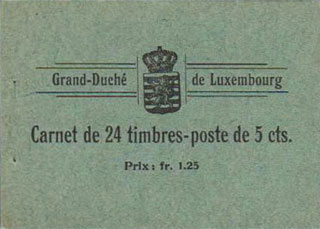 Grand-Duché de Luxembourg
Carnet de 24 timbres-poste de 5 cts.
Prix : fr. 1.25